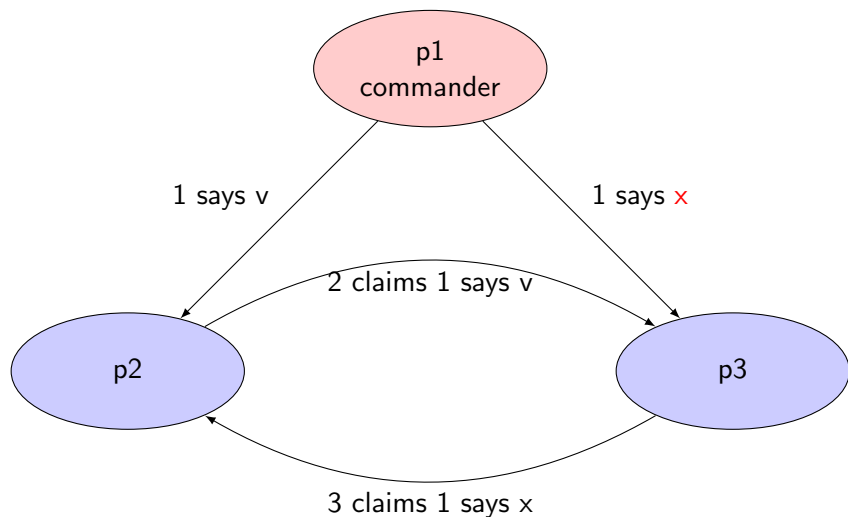 p1
commander
1 says v
1 says x
2 claims 1 says v
p2
p3
3 claims 1 says x